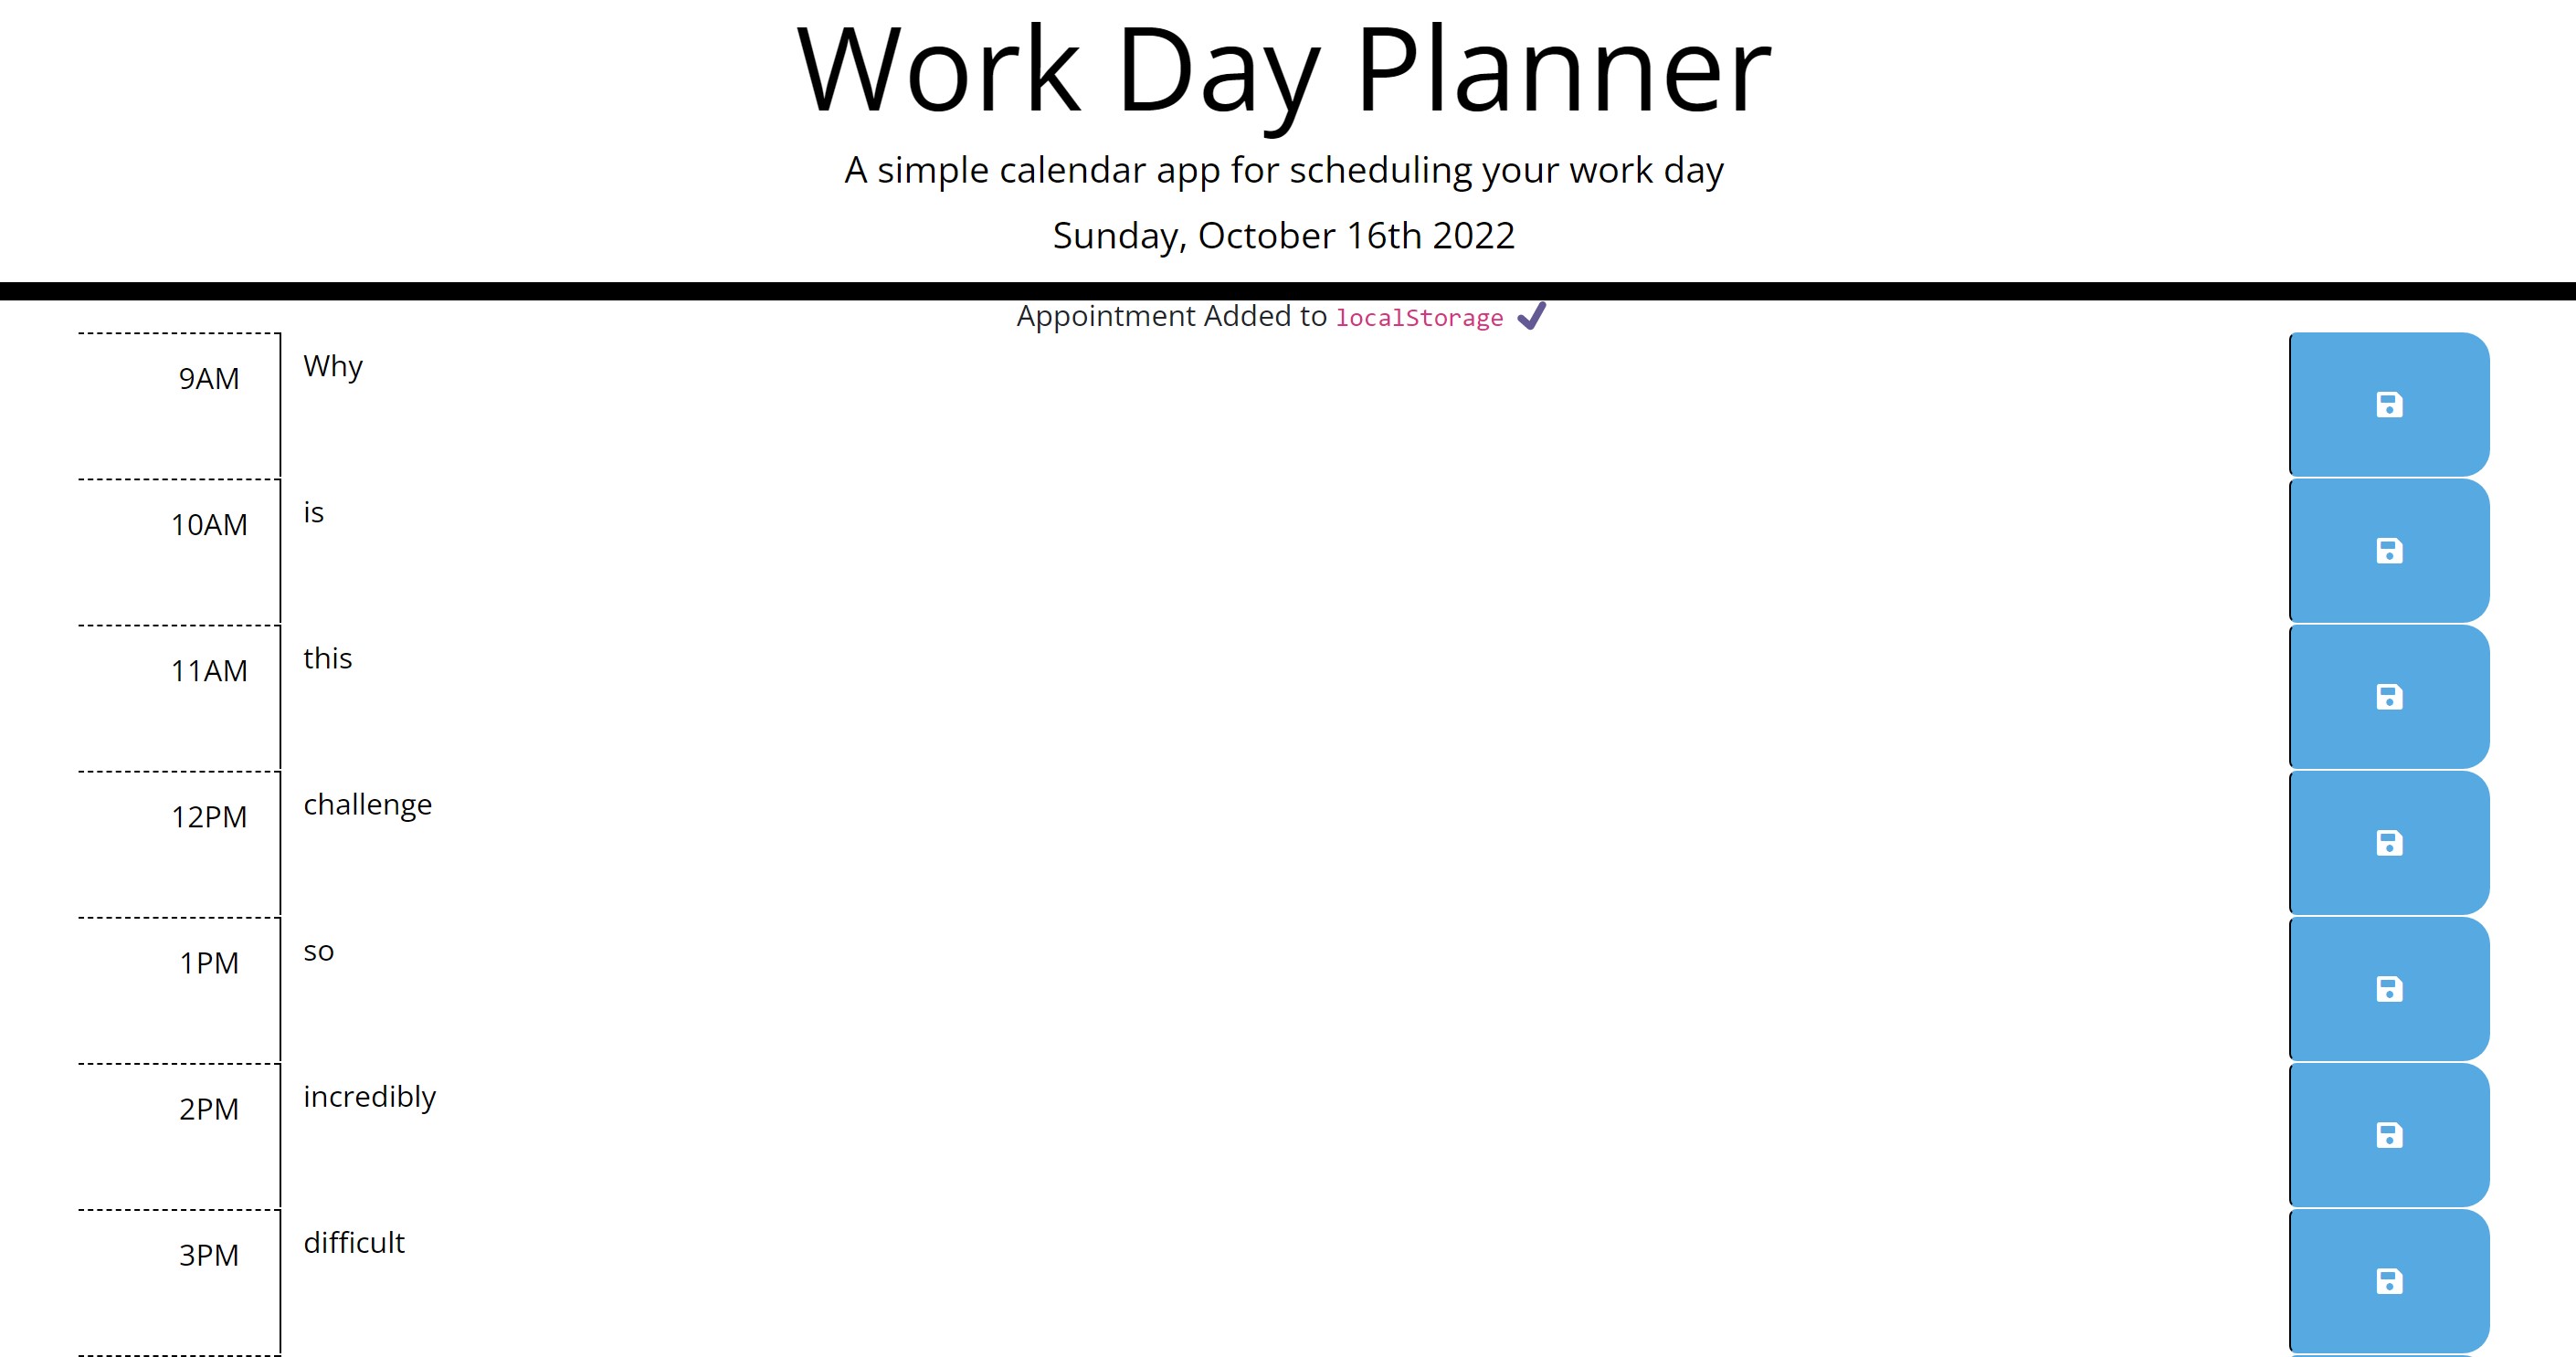 Work Day Planner
A simple calendar app for scheduling your work day
Sunday, October 16th 2022
Appointment Added to localStorage ✔
9AM Why
10AM is
11AM this
12PM challenge
1PM so
2PM incredibly
3PM difficult